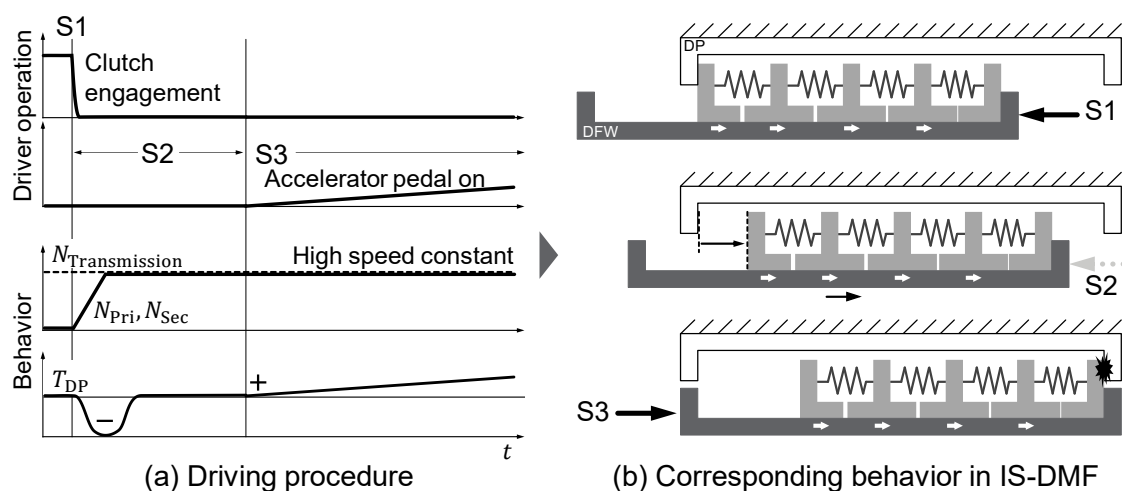 S1
Driver operation
Clutch
engagement
S2
S3
Accelerator pedal on
Behavior
N_Transmission
High speed constant
N_Pri, N_Sec
T_DP
+
−
t
(a) Driving procedure
DP
DFW
S1
S2
S3
(b) Corresponding behavior in IS-DMF